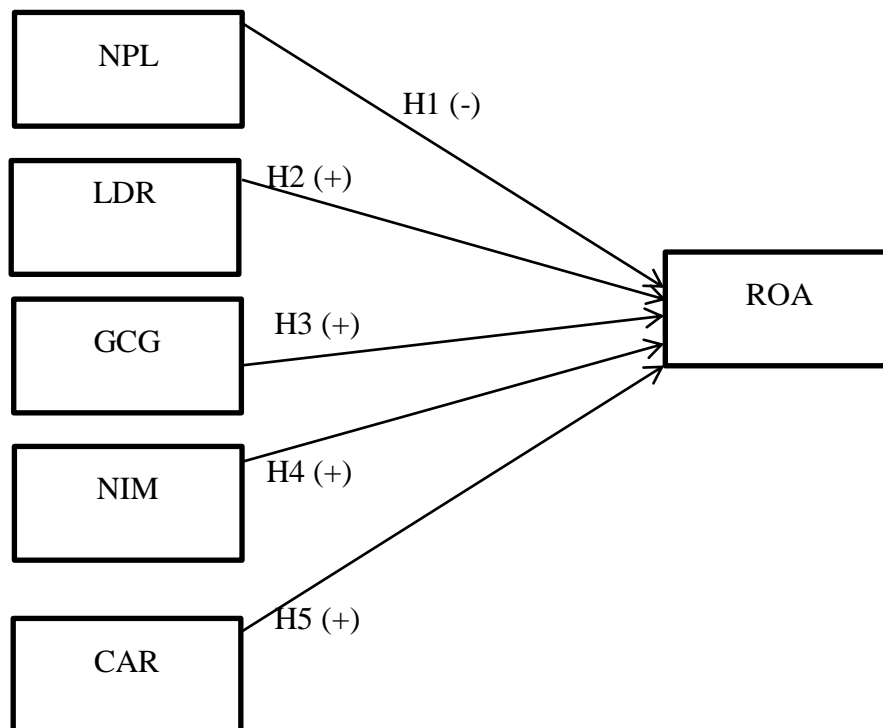 NPL
H1 (-)
LDR
H2 (+)
GCG
H3 (+)
ROA
NIM
H4 (+)
CAR
H5 (+)